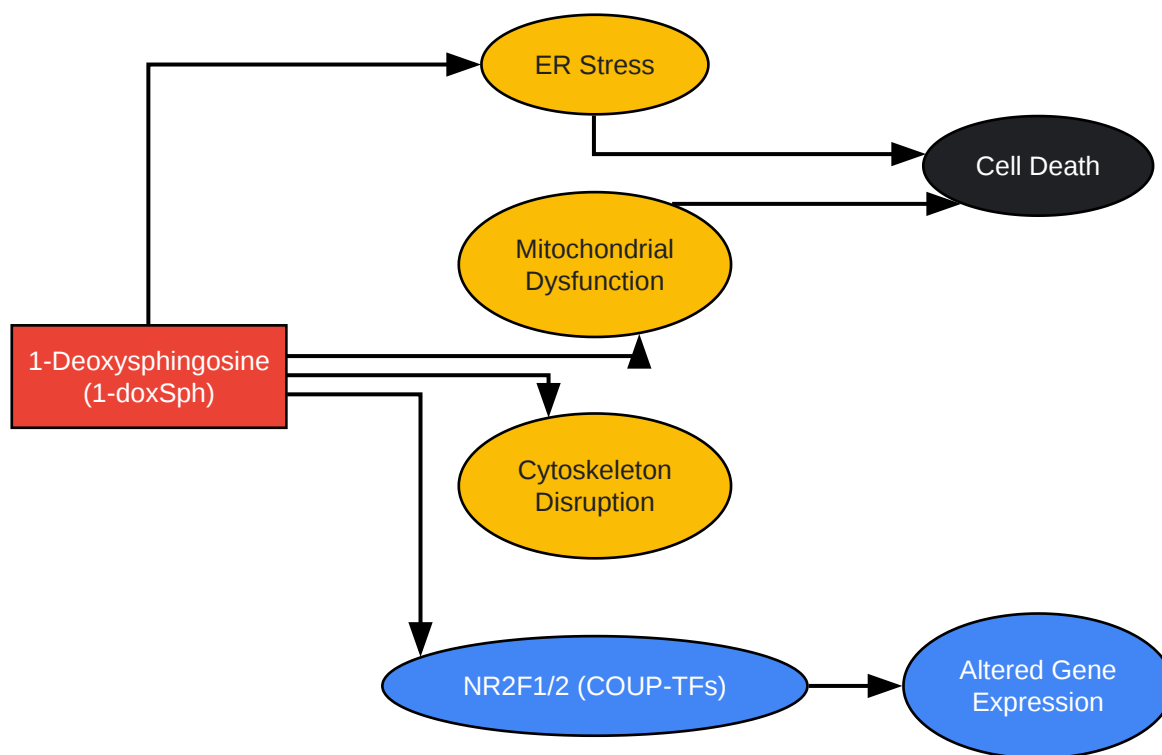 ER Stress
Cell Death
Mitochondrial
Dysfunction
1-Deoxysphingosine
(1-doxSph)
Cytoskeleton
Disruption
NR2F1/2 (COUP-TFs)
Altered Gene
Expression